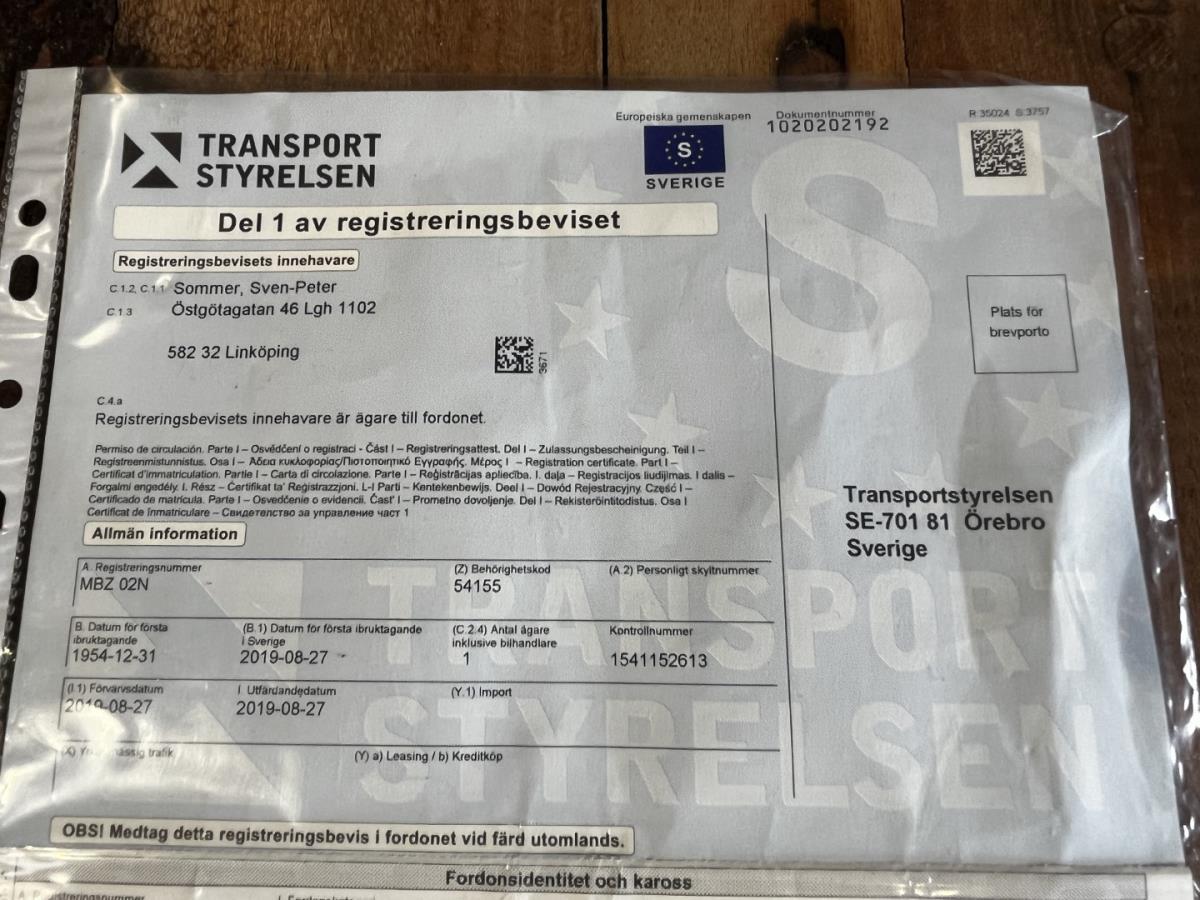 Europeiska gemenskapen
Dokumentnummer
1020202192
R 35024 S 3757
TRANSPORT
STYRELSEN
S
SVERIGE
Del 1 av registreringsbeviset
Registreringsbevisets innehavare
C.1.2, C.1.1 Sommer, Sven-Peter
C.1.3 Östgötagatan 46 Lgh 1102
582 32 Linköping
3671
Plats för
brevporto
C.4.a
Registreringsbevisets innehavare är ägare till fordonet.
Permiso de circulación. Parte I – Osvědčení o registraci - Část I – Registreringsattest. Del I – Zulassungsbescheinigung. Teil I –
Registreerimistunnistus. Osa I – Άδεια κυκλοφορίας/Πιστοποιητικό Εγγραφής. Μέρος I – Registration certificate. Part I –
Certificat d'immatriculation. Partie I – Carta di circolazione. Parte I – Reģistrācijas apliecība. I. daļa – Registracijos liudijimas. I dalis –
Forgalmi engedély. I. Rész – Ċertifikat ta' Reġistrazzjoni. L-I Parti – Kentekenbewijs. Deel I – Dowód Rejestracyjny. Część I –
Certificado de matrícula. Parte I – Osvedčenie o evidencii. Časť I – Prometno dovoljenje. Del I – Rekisteröintitodistus. Osa I
Certificat de înmatriculare – Свидетелство за управление част 1
Transportstyrelsen
SE-701 81 Örebro
Sverige
Allmän information
A. Registreringsnummer
(Z) Behörighetskod
(A.2) Personligt skyltnummer
MBZ 02N
54155
B. Datum för första
ibruktagande
(B.1) Datum för första ibruktagande
i Sverige
(C.2.4) Antal ägare
inklusive bilhandlare
Kontrollnummer
1954-12-31
2019-08-27
1
1541152613
(I.1) Förvärvsdatum
I Utfärdandedatum
(Y.1) Import
2019-08-27
2019-08-27
(X) trafik
(Y) a) Leasing / b) Kreditköp
TRANSPORT
STYRELSEN
OBS! Medtag detta registreringsbevis i fordonet vid färd utomlands.
Fordonsidentitet och kaross